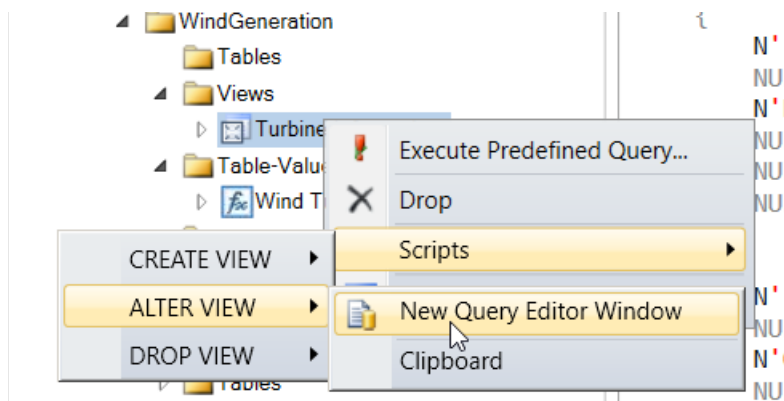 WindGeneration
{
N'
Tables
NU
Views
N'
Turbine
NU
Execute Predefined Query...
NU
Table-Valu
Wind T
Drop
NU
CREATE VIEW
Scripts
ALTER VIEW
New Query Editor Window
N'
NU
DROP VIEW
Clipboard
N'
Tables
NU